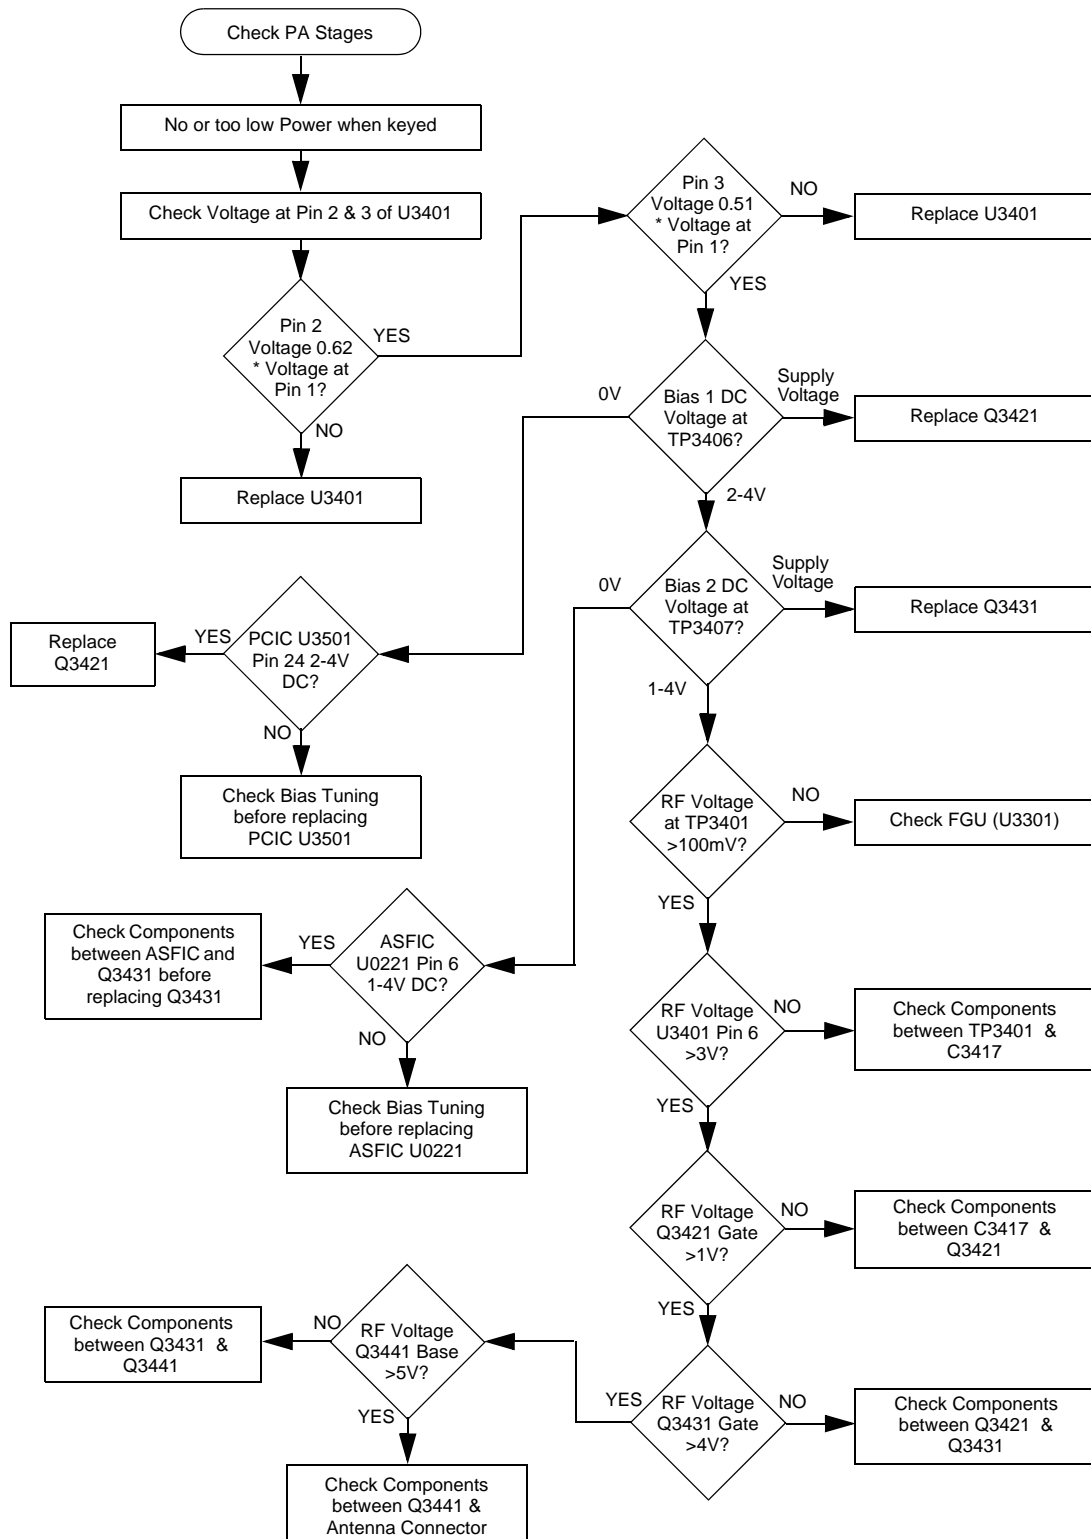 Check PA Stages
No or too low Power when keyed
Check Voltage at Pin 2 & 3 of U3401
Pin 2
Voltage 0.62
* Voltage at
Pin 1?
YES
NO
Replace U3401
Pin 3
Voltage 0.51
* Voltage at
Pin 1?
NO
Replace U3401
YES
Bias 1 DC
Voltage at
TP3406?
0V
Supply
Voltage
Replace Q3421
2-4V
PCIC U3501
Pin 24 2-4V
DC?
YES
Replace
Q3421
NO
Check Bias Tuning
before replacing
PCIC U3501
Bias 2 DC
Voltage at
TP3407?
0V
Supply
Voltage
Replace Q3431
1-4V
ASFIC
U0221 Pin 6
1-4V DC?
YES
Check Components
between ASFIC and
Q3431 before
replacing Q3431
NO
Check Bias Tuning
before replacing
ASFIC U0221
RF Voltage
at TP3401
>100mV?
NO
Check FGU (U3301)
YES
RF Voltage
U3401 Pin 6
>3V?
NO
Check Components
between TP3401 &
C3417
YES
RF Voltage
Q3421 Gate
>1V?
NO
Check Components
between C3417 &
Q3421
YES
RF Voltage
Q3431 Gate
>4V?
NO
Check Components
between Q3421 &
Q3431
YES
RF Voltage
Q3441 Base
>5V?
NO
Check Components
between Q3431 &
Q3441
YES
Check Components
between Q3441 &
Antenna Connector